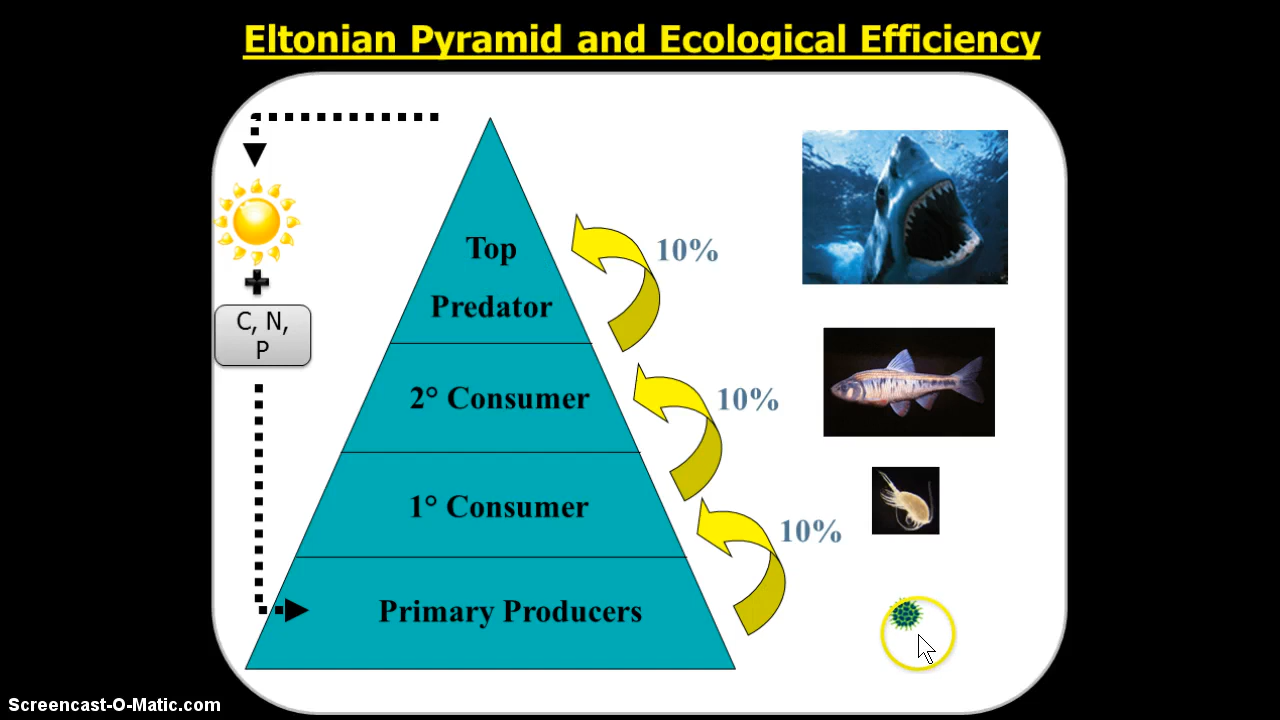 Eltonian Pyramid and Ecological Efficiency
Top
Predator
10%
2° Consumer
10%
1° Consumer
10%
Primary Producers
+
C, N,
P
Screencast-O-Matic.com